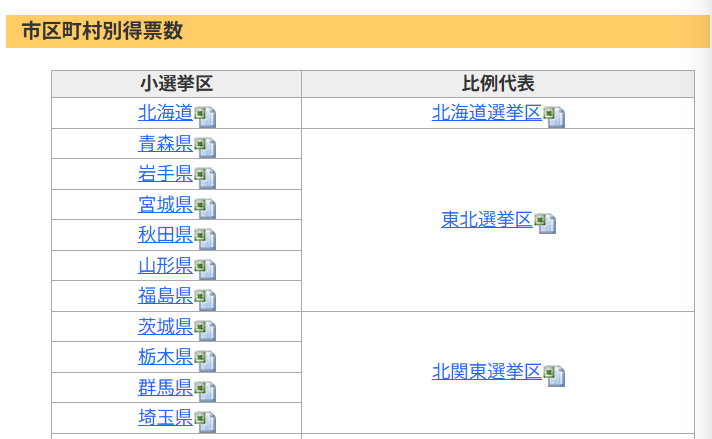 市区町村別得票数
小選挙区 比例代表
北海道 北海道選挙区
青森県
岩手県
宮城県
東北選挙区
秋田県
山形県
福島県
茨城県
栃木県
北関東選挙区
群馬県
埼玉県